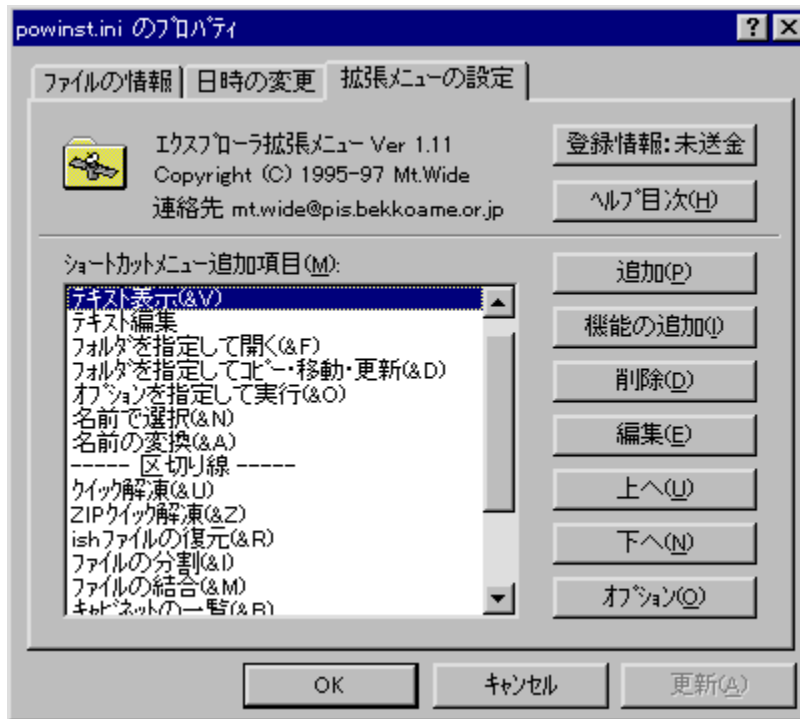 powinst.ini のﾌﾟﾛﾊﾟﾃｨ
ﾌｧｲﾙの情報
日時の変更
拡張ﾒﾆｭｰの設定
ｴｸｽﾌﾟﾛｰﾗ拡張ﾒﾆｭｰ Ver 1.11
Copyright (C) 1995-97 Mt.Wide
連絡先 mt.wide@pis.bekkoame.or.jp
登録情報:未送金
ﾍﾙﾌﾟ目次(H)
ｼｮｰﾄｶｯﾄﾒﾆｭｰ追加項目(M):
ﾃｷｽﾄ表示(&V)
ﾃｷｽﾄ編集
ﾌｫﾙﾀﾞを指定して開く(&F)
ﾌｫﾙﾀﾞを指定してｺﾋﾟｰ･移動･更新(&D)
ｵﾌﾟｼｮﾝを指定して実行(&O)
名前で選択(&N)
名前の変換(&A)
----- 区切り線 -----
ｸｲｯｸ解凍(&U)
ZIPｸｲｯｸ解凍(&Z)
ishﾌｧｲﾙの復元(&R)
ﾌｧｲﾙの分割(&I)
ﾌｧｲﾙの結合(&M)
ｷｬﾋﾞﾈｯﾄの一覧(&B)
追加(P)
機能の追加(I)
削除(D)
編集(E)
上へ(U)
下へ(N)
ｵﾌﾟｼｮﾝ(O)
OK
ｷｬﾝｾﾙ
更新(A)